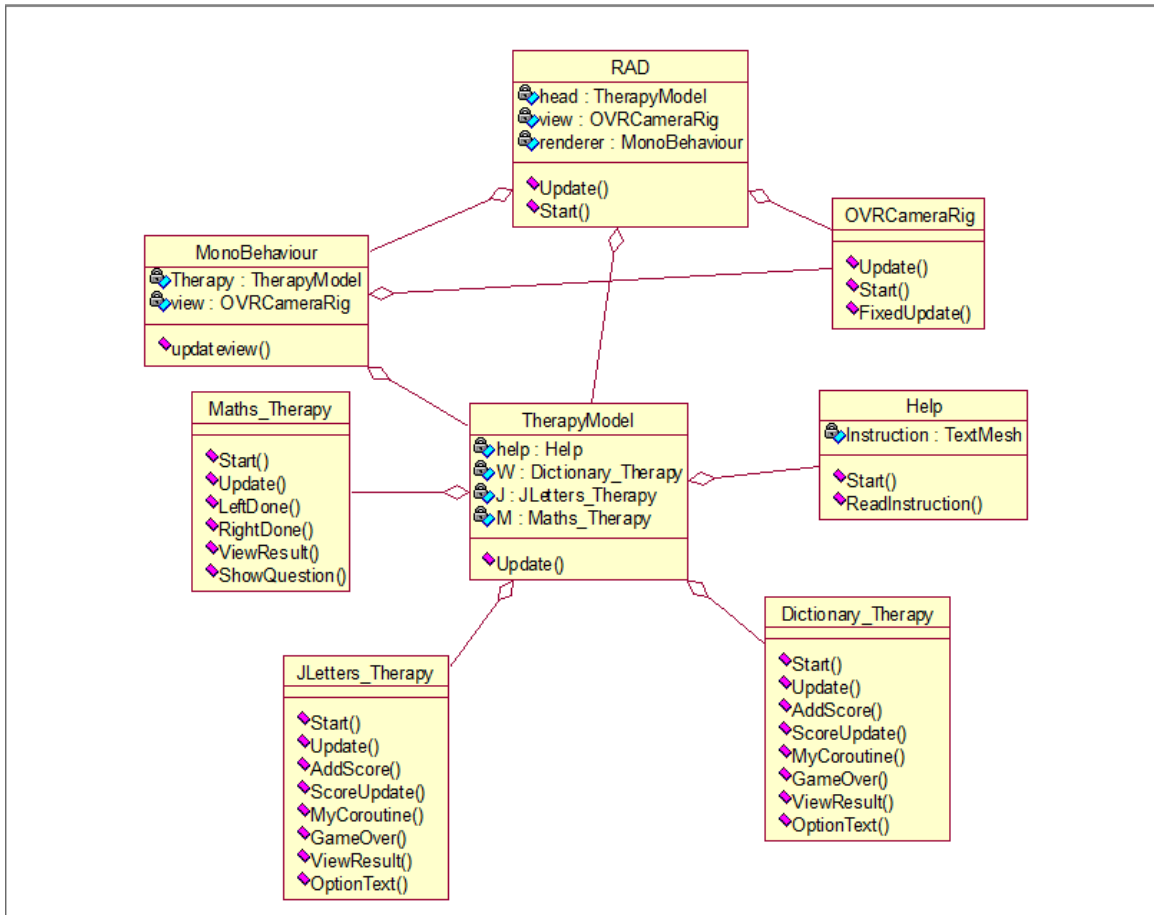 RAD
head : TherapyModel
view : OVRCameraRig
renderer : MonoBehaviour
Update()
Start()
OVRCameraRig
Update()
Start()
FixedUpdate()
MonoBehaviour
Therapy : TherapyModel
view : OVRCameraRig
updateview()
Maths_Therapy
Start()
Update()
LeftDone()
RightDone()
ViewResult()
ShowQuestion()
TherapyModel
help : Help
W : Dictionary_Therapy
J : JLetters_Therapy
M : Maths_Therapy
Update()
Help
Instruction : TextMesh
Start()
ReadInstruction()
JLetters_Therapy
Start()
Update()
AddScore()
ScoreUpdate()
MyCoroutine()
GameOver()
ViewResult()
OptionText()
Dictionary_Therapy
Start()
Update()
AddScore()
ScoreUpdate()
MyCoroutine()
GameOver()
ViewResult()
OptionText()